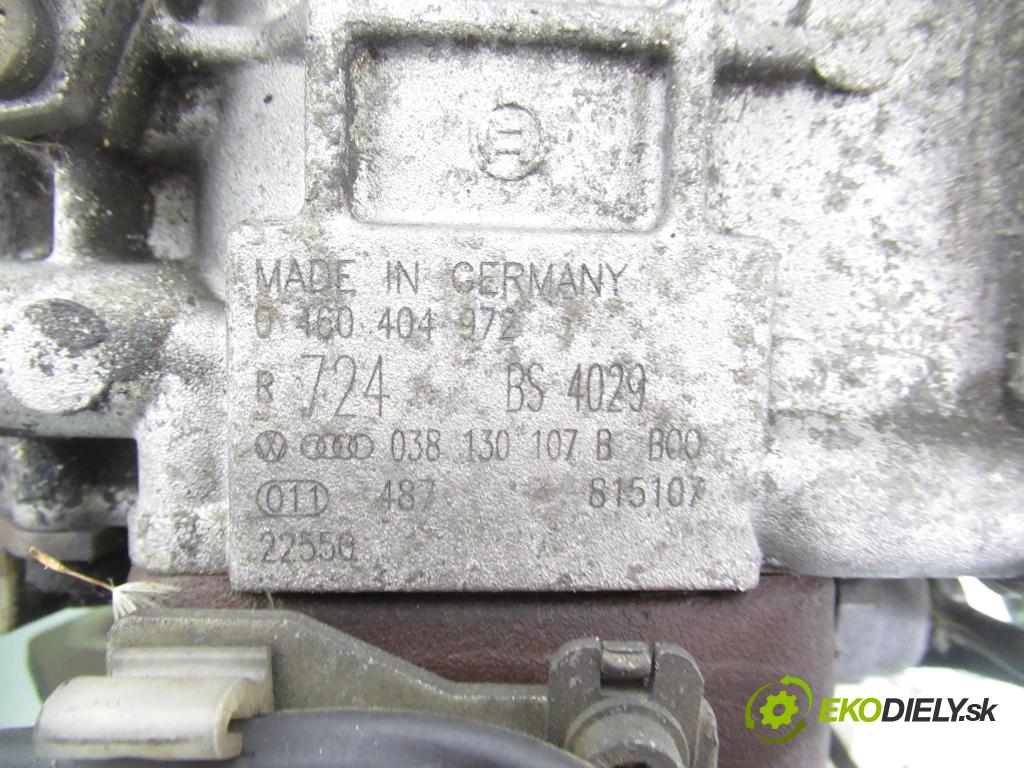 MADE IN GERMANY
0 460 404 972
R 724 BS 4029
038 130 107 B B00
011 487 815107
22550
EKODIELY.sk